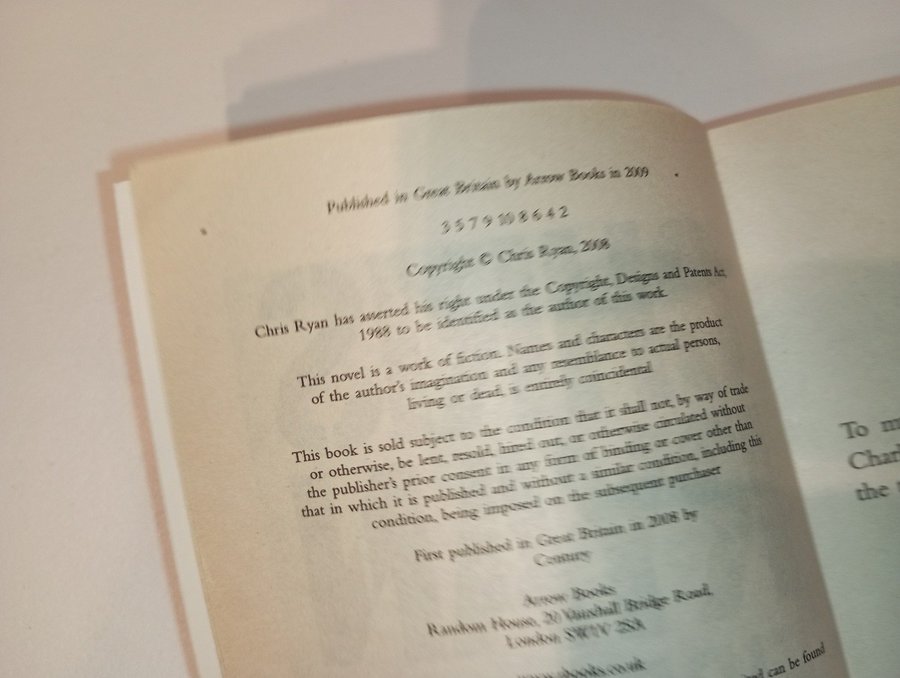 Published in Great Britain by Arrow Books in 2009
3 5 7 9 10 8 6 4 2
Copyright © Chris Ryan, 2008
Chris Ryan has asserted his right under the Copyright, Designs and Patents Act,
1988 to be identified as the author of this work.
This novel is a work of fiction. Names and characters are the product
of the author's imagination and any resemblance to actual persons,
living or dead, is entirely coincidental
This book is sold subject to the condition that it shall not, by way of trade
or otherwise, be lent, resold, hired out, or otherwise circulated without
the publisher's prior consent in any form of binding or cover other than
that in which it is published and without a similar condition, including this
condition, being imposed on the subsequent purchaser
First published in Great Britain in 2008 by
Century
Arrow Books
Random House, 20 Vauxhall Bridge Road,
London SW1V 2SA
can be found
To
the